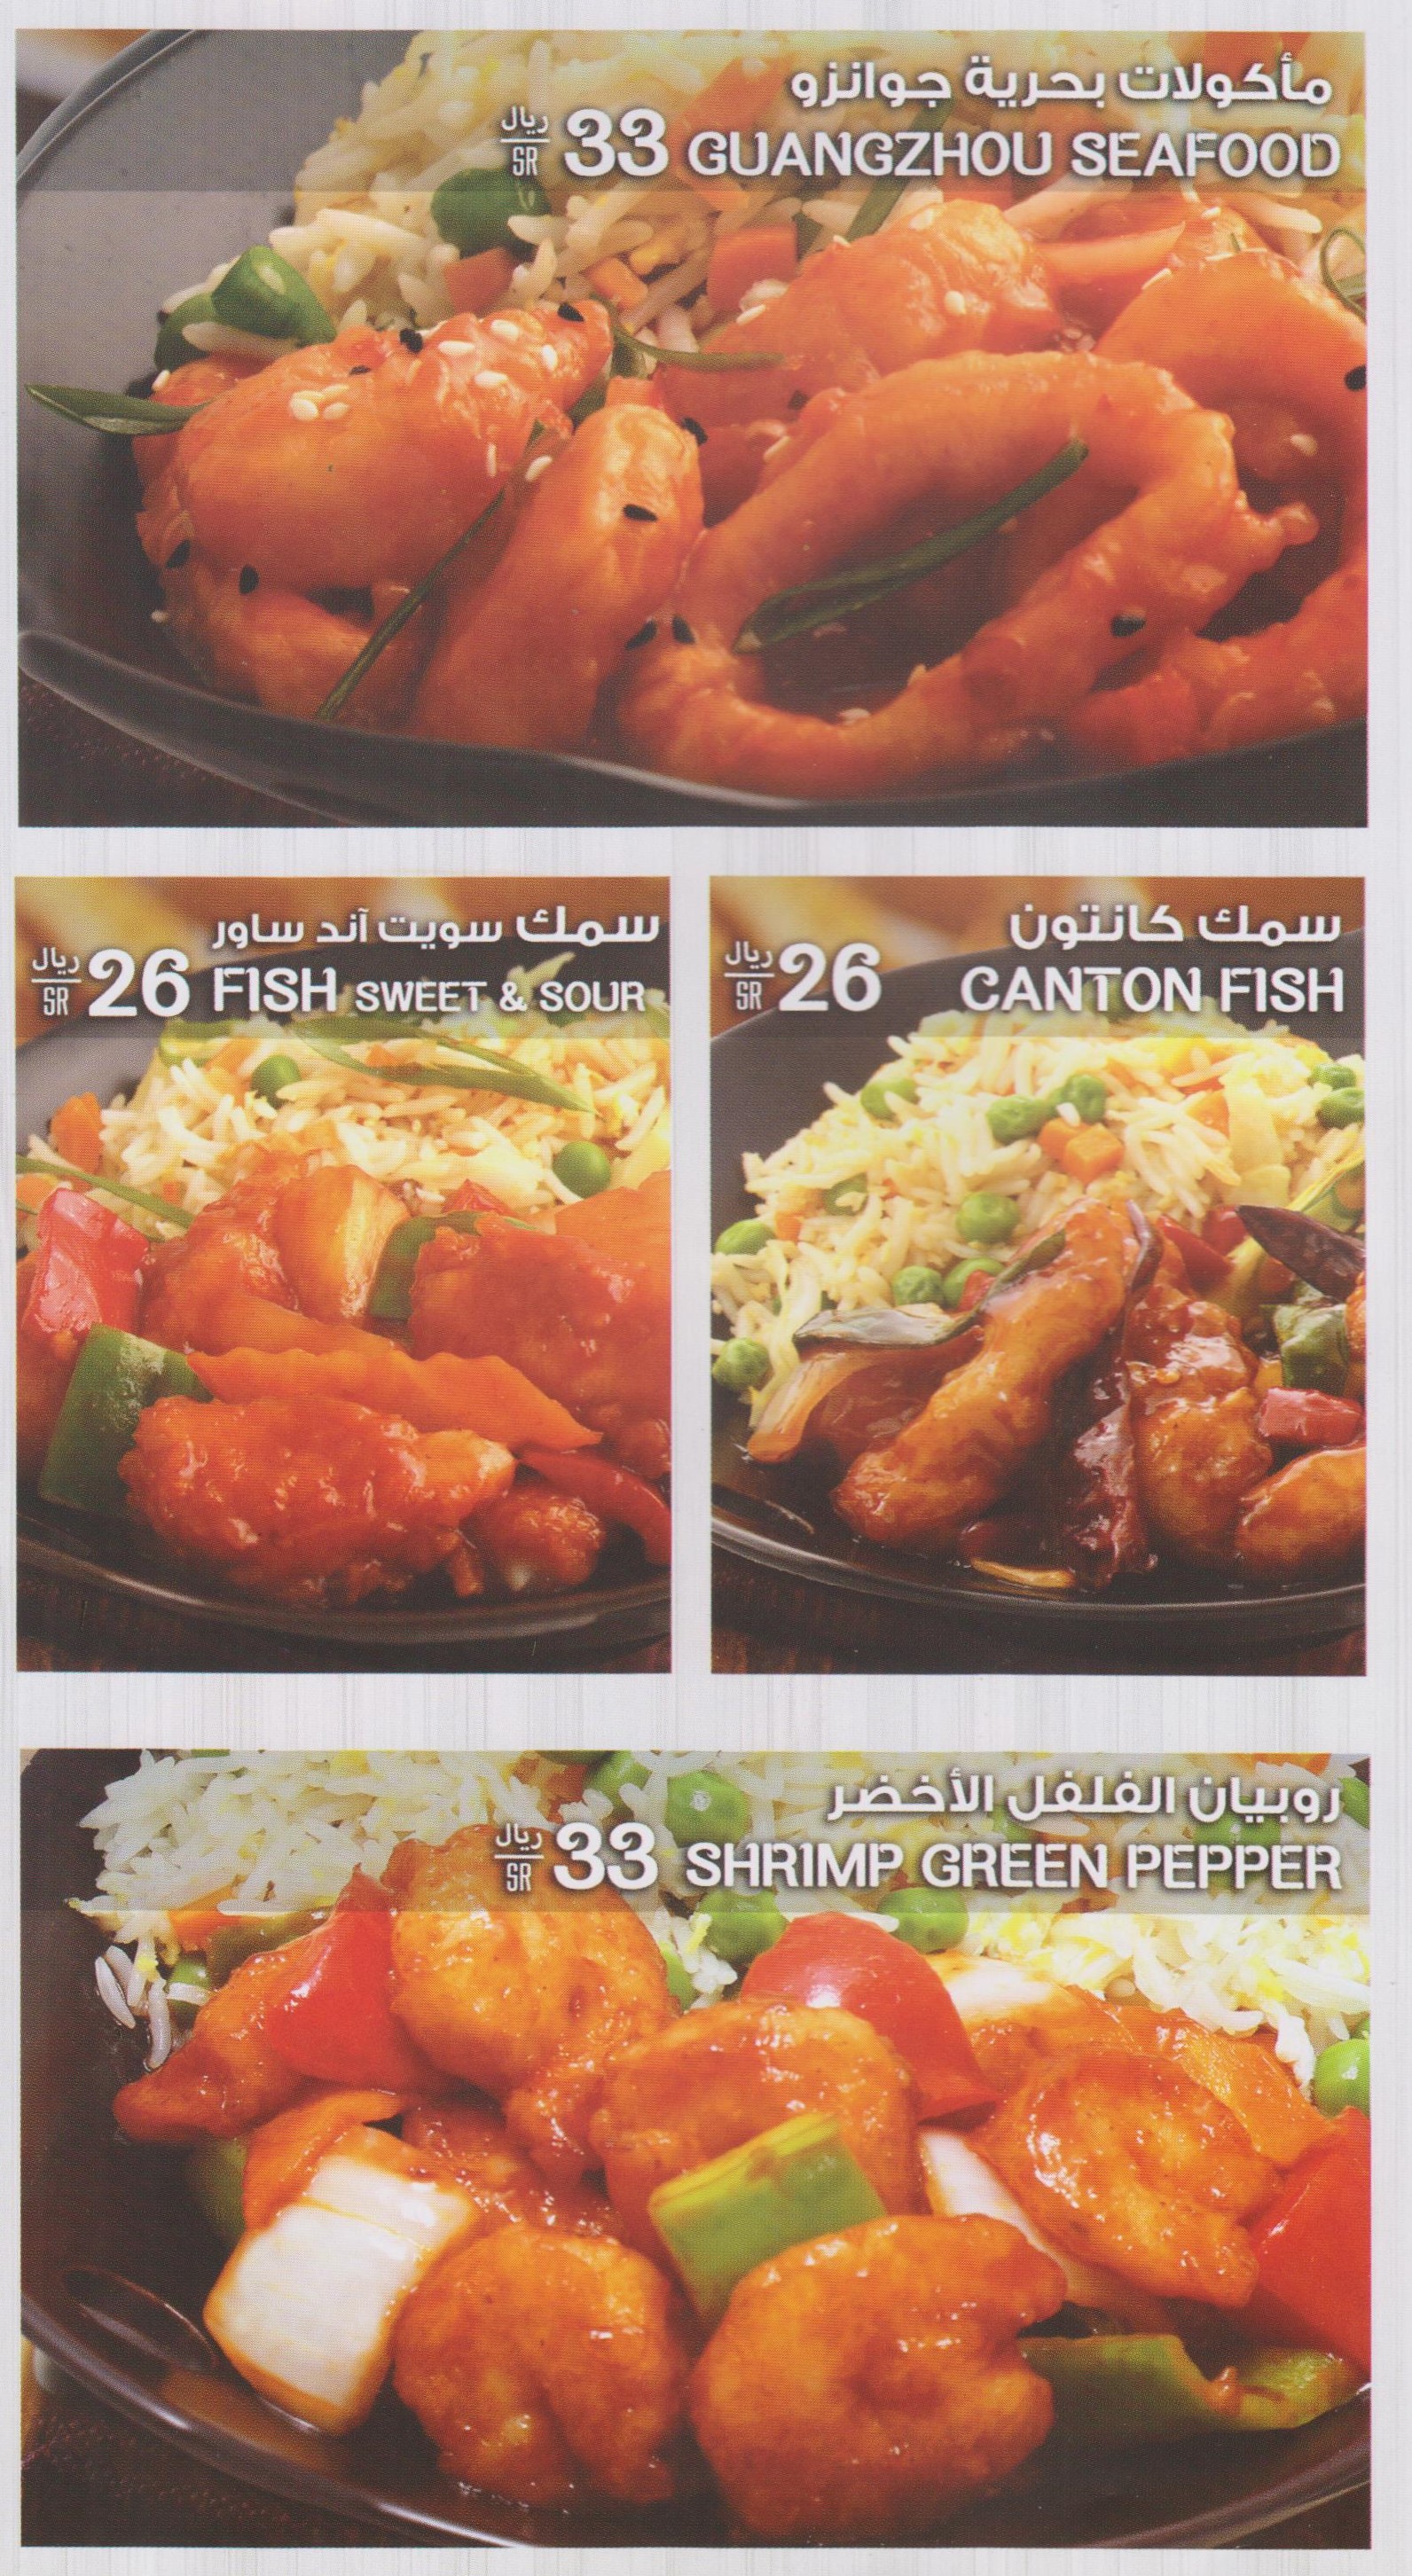 مأكولات بحرية جوانزو
ريال
SR
33 GUANGZHOU SEAFOOD
سمك سويت آند ساور
ريال
SR
26 FISH SWEET & SOUR
سمك كانتون
ريال
SR
26 CANTON FISH
روبيان الفلفل الأخضر
ريال
SR
33 SHRIMP GREEN PEPPER